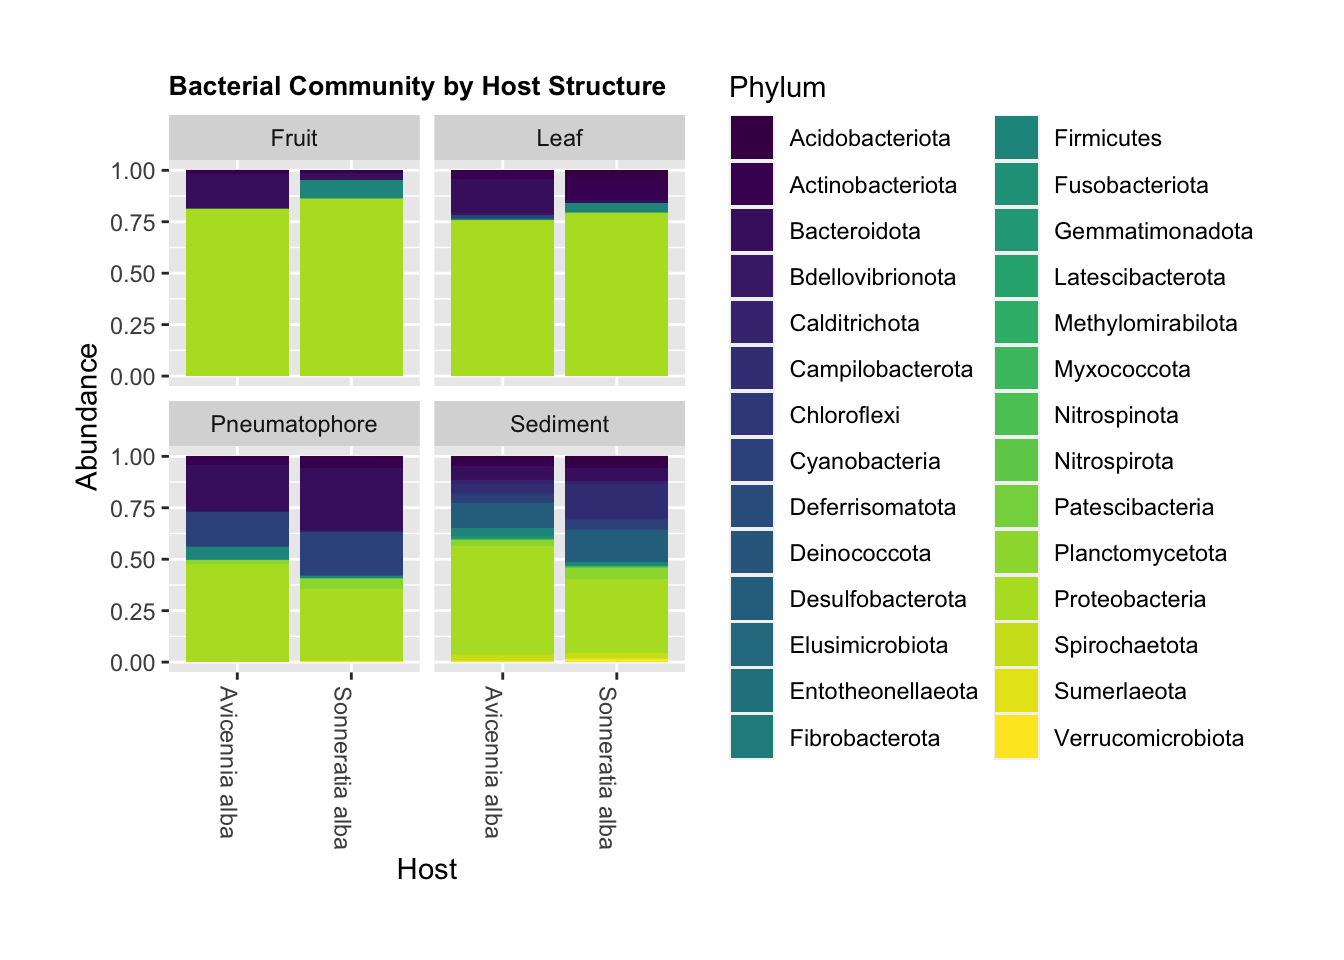 Bacterial Community by Host Structure
Fruit
Leaf
1.00
0.75
0.50
0.25
0.00
Pneumatophore
Sediment
1.00
0.75
0.50
0.25
0.00
Abundance
Avicennia alba
Sonneratia alba
Avicennia alba
Sonneratia alba
Host
Phylum
Acidobacteriota
Actinobacteriota
Bacteroidota
Bdellovibrionota
Calditrichota
Campilobacterota
Chloroflexi
Cyanobacteria
Deferrisomatota
Deinococcota
Desulfobacterota
Elusimicrobiota
Entotheonellaeota
Fibrobacterota
Firmicutes
Fusobacteriota
Gemmatimonadota
Latescibacterota
Methylomirabilota
Myxococcota
Nitrospinota
Nitrospirota
Patescibacteria
Planctomycetota
Proteobacteria
Spirochaetota
Sumerlaeota
Verrucomicrobiota